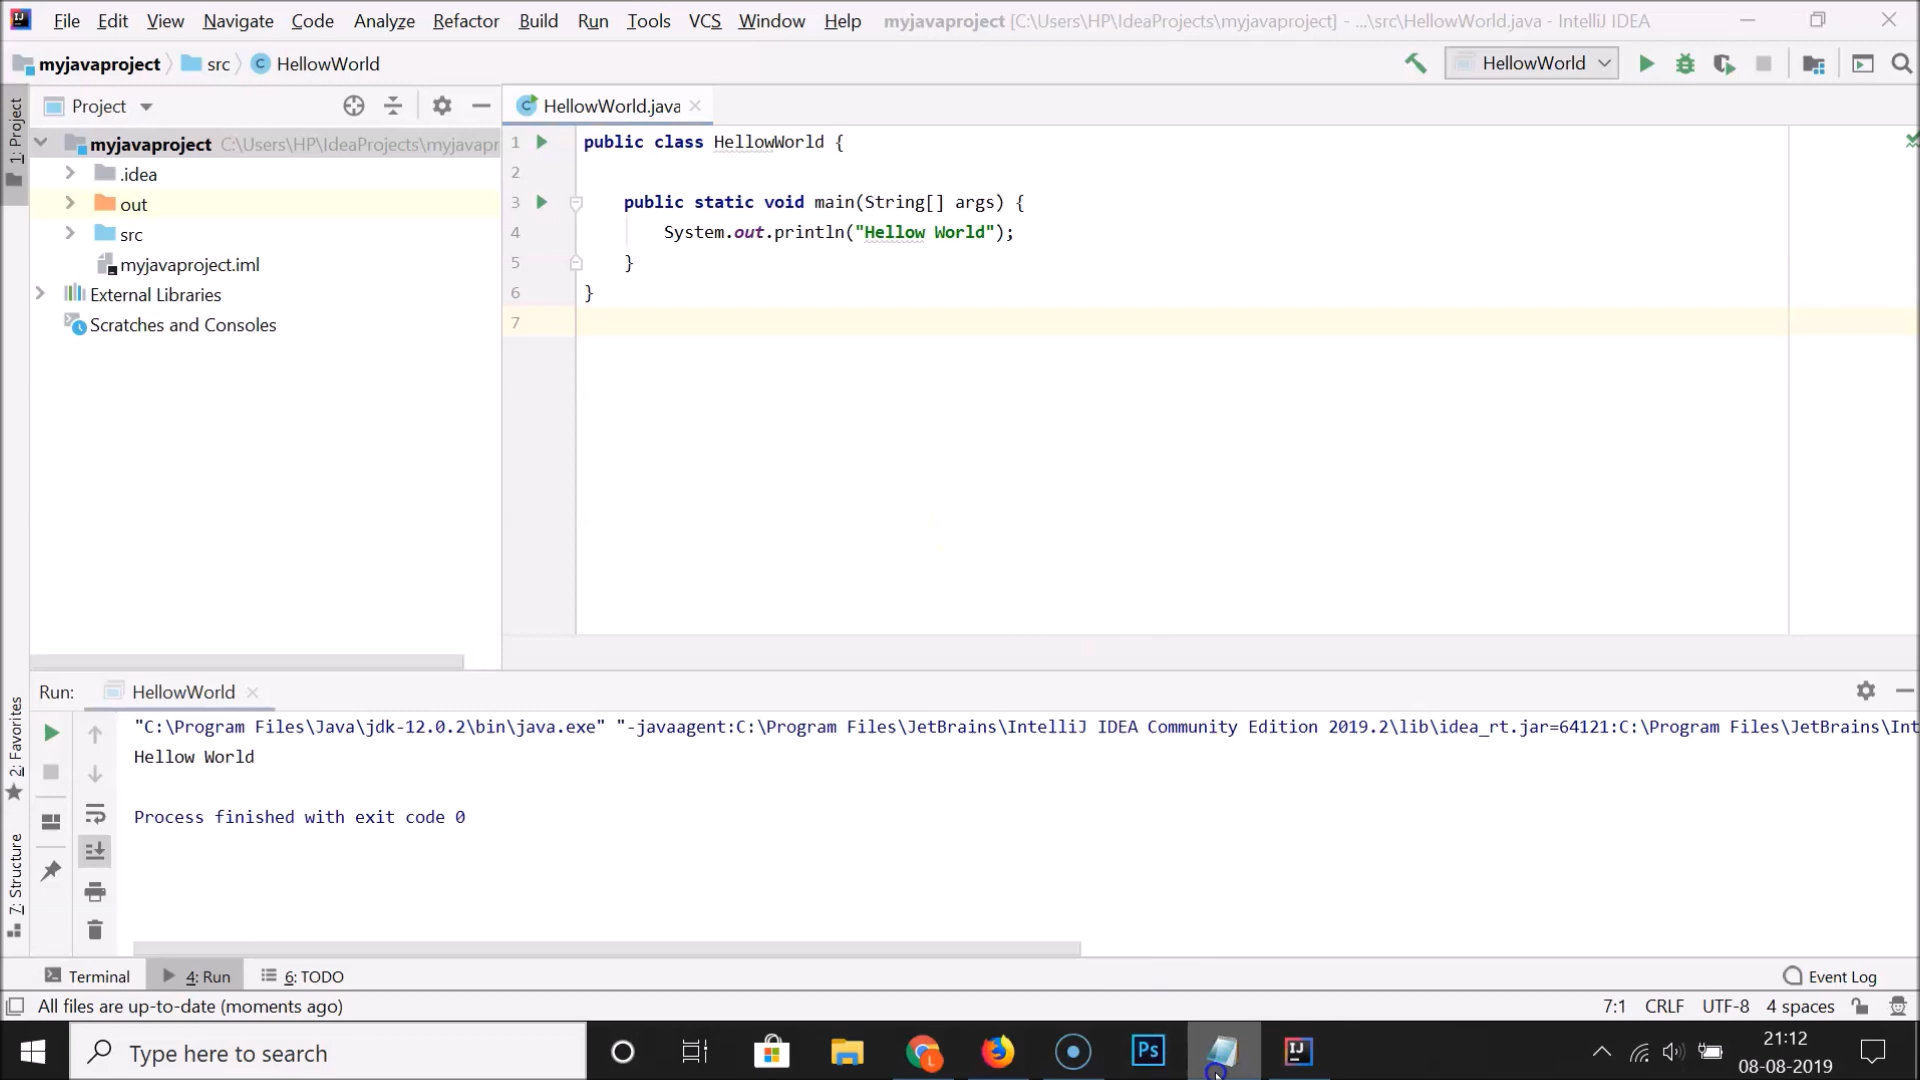 File Edit View Navigate Code Analyze Refactor Build Run Tools VCS Window Help myjavaproject [C:\Users\HP\IdeaProjects\myjavaproject] - ...\src\HellowWorld.java - IntelliJ IDEA
myjavaproject src HellowWorld HellowWorld
1: Project
Project
HellowWorld.java
myjavaproject C:\Users\HP\IdeaProjects\myjavapr
.idea
out
src
myjavaproject.iml
External Libraries
Scratches and Consoles
1 public class HellowWorld {
2
3 public static void main(String[] args) {
4 System.out.println("Hellow World");
5 }
6 }
7
2: Favorites
7: Structure
Run: HellowWorld
"C:\Program Files\Java\jdk-12.0.2\bin\java.exe" "-javaagent:C:\Program Files\JetBrains\IntelliJ IDEA Community Edition 2019.2\lib\idea_rt.jar=64121:C:\Program Files\JetBrains\Int
Hellow World
Process finished with exit code 0
Terminal 4: Run 6: TODO Event Log
All files are up-to-date (moments ago) 7:1 CRLF UTF-8 4 spaces
Type here to search Ps IJ 21:12
08-08-2019